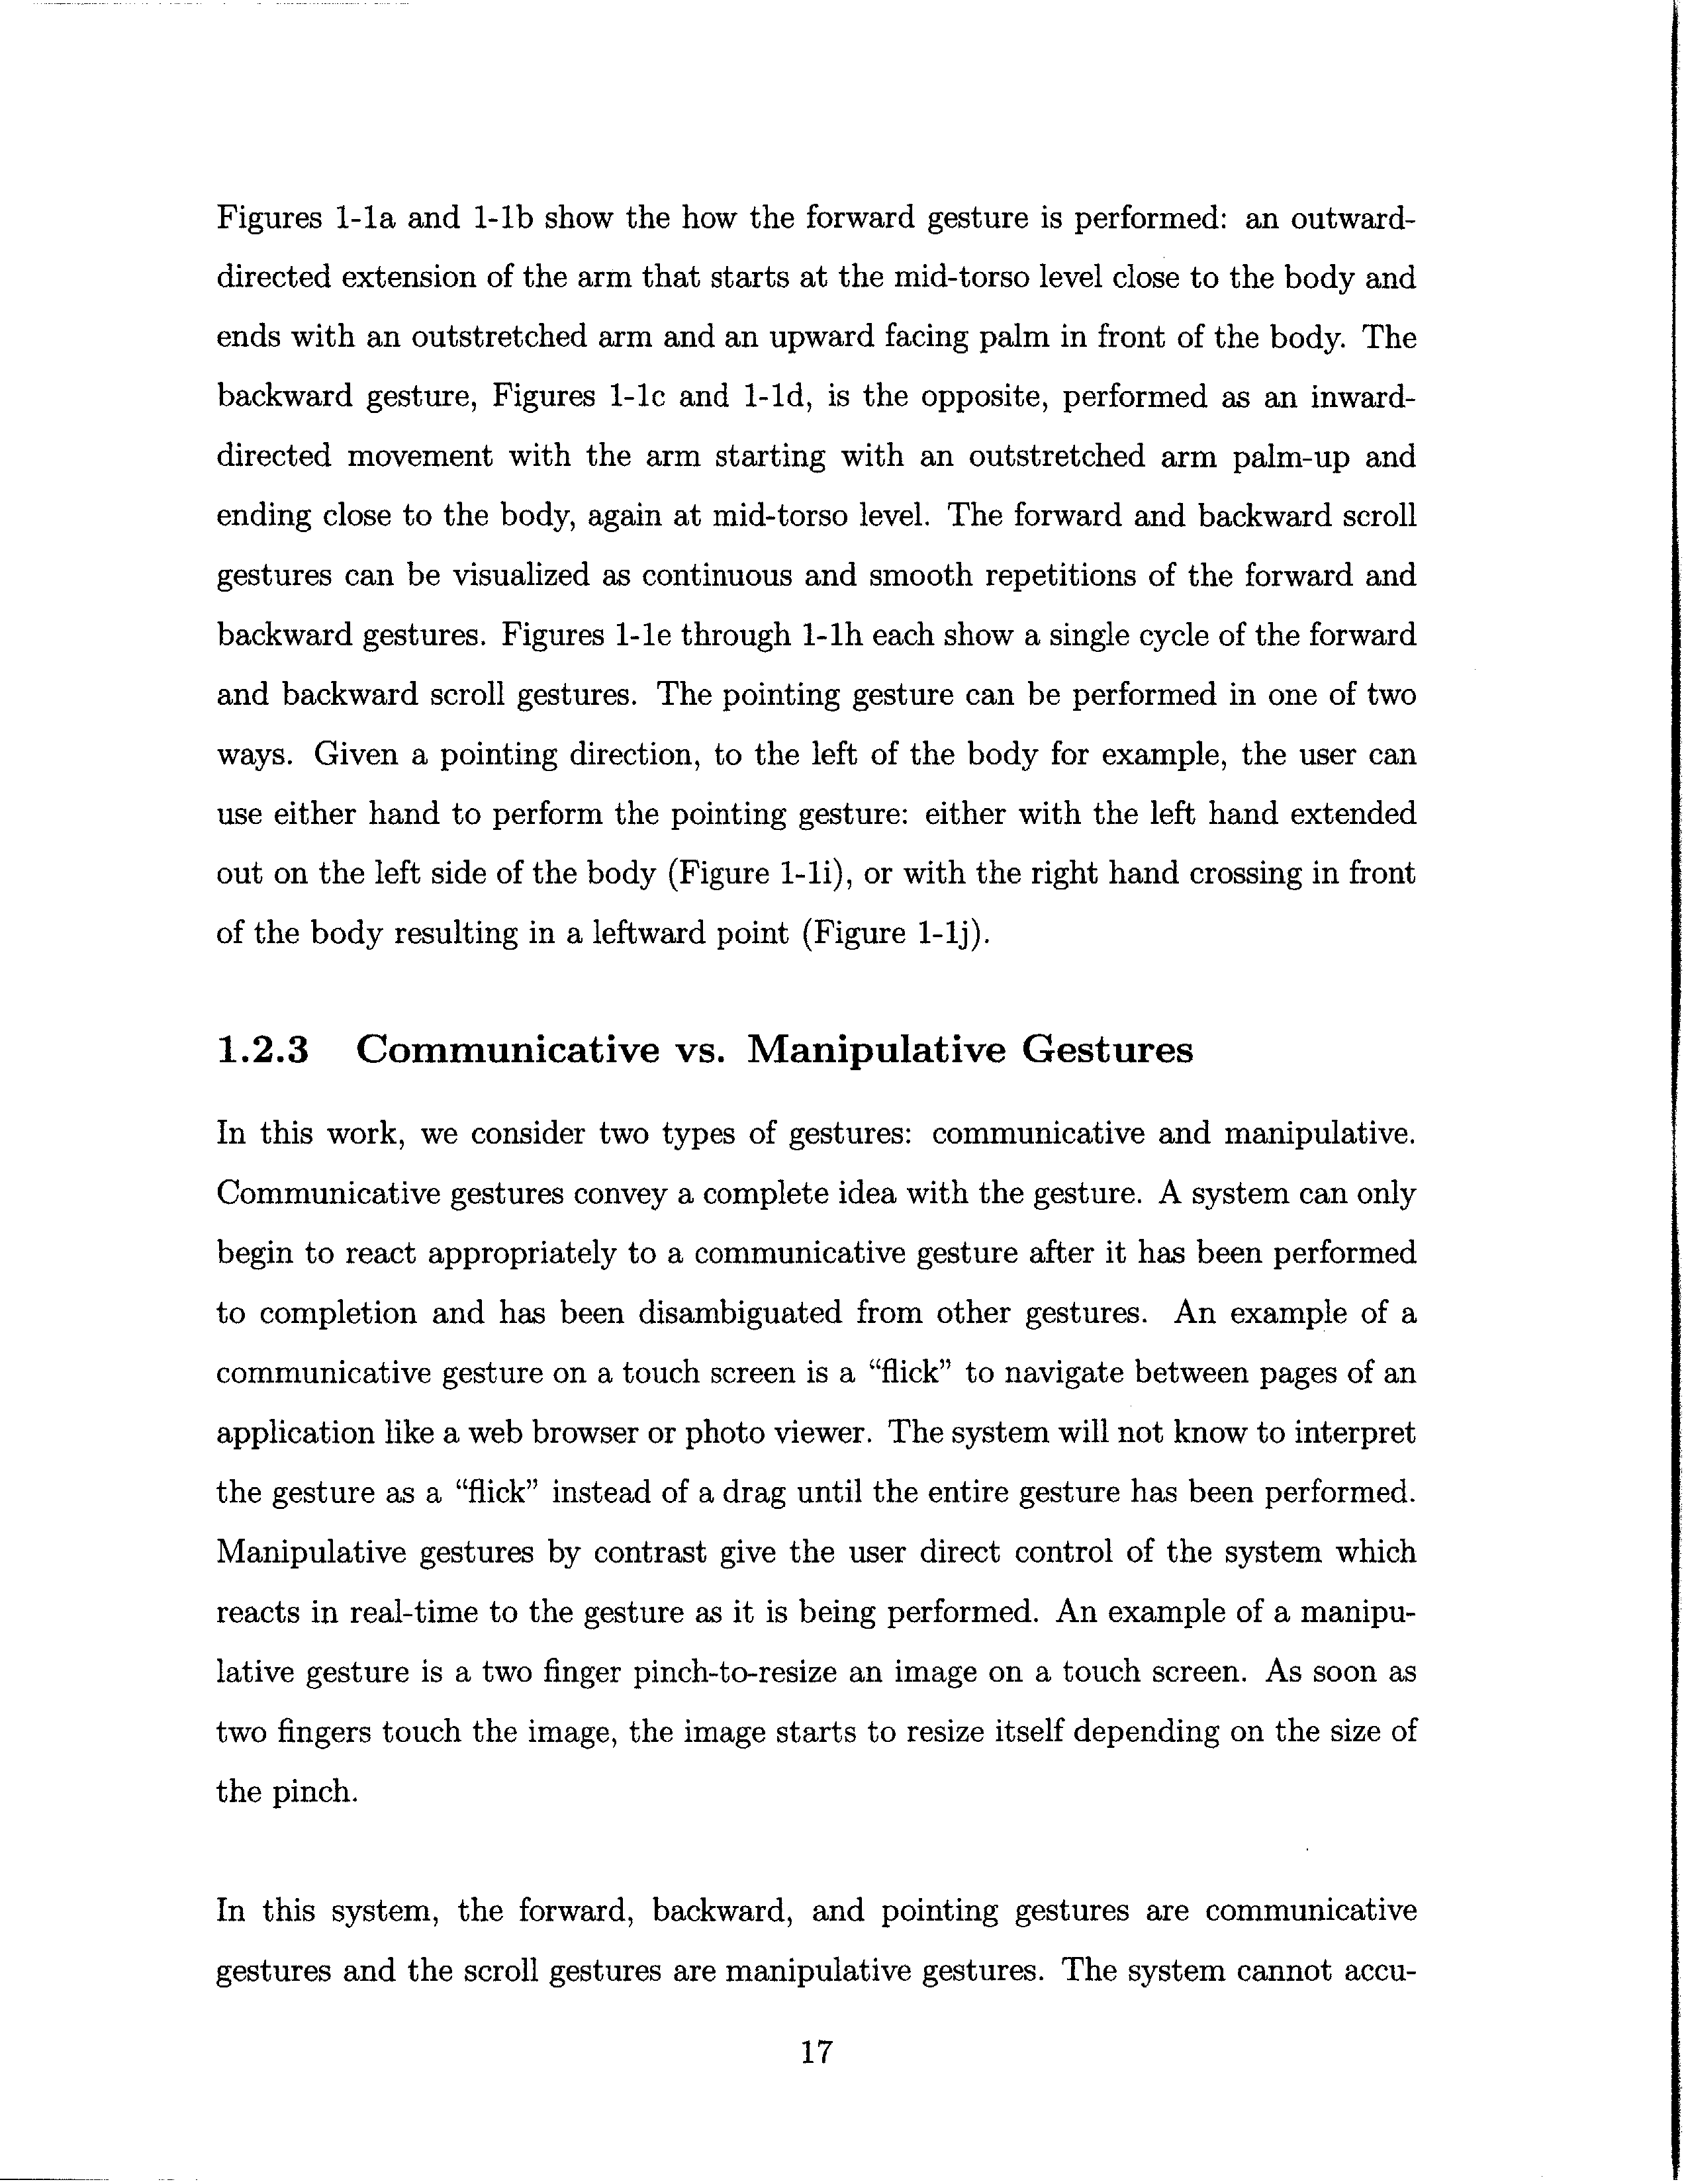 Figures 1-1a and 1-1b show the how the forward gesture is performed: an outward-
directed extension of the arm that starts at the mid-torso level close to the body and
ends with an outstretched arm and an upward facing palm in front of the body. The
backward gesture, Figures 1-1c and 1-1d, is the opposite, performed as an inward-
directed movement with the arm starting with an outstretched arm palm-up and
ending close to the body, again at mid-torso level. The forward and backward scroll
gestures can be visualized as continuous and smooth repetitions of the forward and
backward gestures. Figures 1-1e through 1-1h each show a single cycle of the forward
and backward scroll gestures. The pointing gesture can be performed in one of two
ways. Given a pointing direction, to the left of the body for example, the user can
use either hand to perform the pointing gesture: either with the left hand extended
out on the left side of the body (Figure 1-1i), or with the right hand crossing in front
of the body resulting in a leftward point (Figure 1-1j).
1.2.3 Communicative vs. Manipulative Gestures
In this work, we consider two types of gestures: communicative and manipulative.
Communicative gestures convey a complete idea with the gesture. A system can only
begin to react appropriately to a communicative gesture after it has been performed
to completion and has been disambiguated from other gestures. An example of a
communicative gesture on a touch screen is a “flick” to navigate between pages of an
application like a web browser or photo viewer. The system will not know to interpret
the gesture as a “flick” instead of a drag until the entire gesture has been performed.
Manipulative gestures by contrast give the user direct control of the system which
reacts in real-time to the gesture as it is being performed. An example of a manipu-
lative gesture is a two finger pinch-to-resize an image on a touch screen. As soon as
two fingers touch the image, the image starts to resize itself depending on the size of
the pinch.
In this system, the forward, backward, and pointing gestures are communicative
gestures and the scroll gestures are manipulative gestures. The system cannot accu-
17